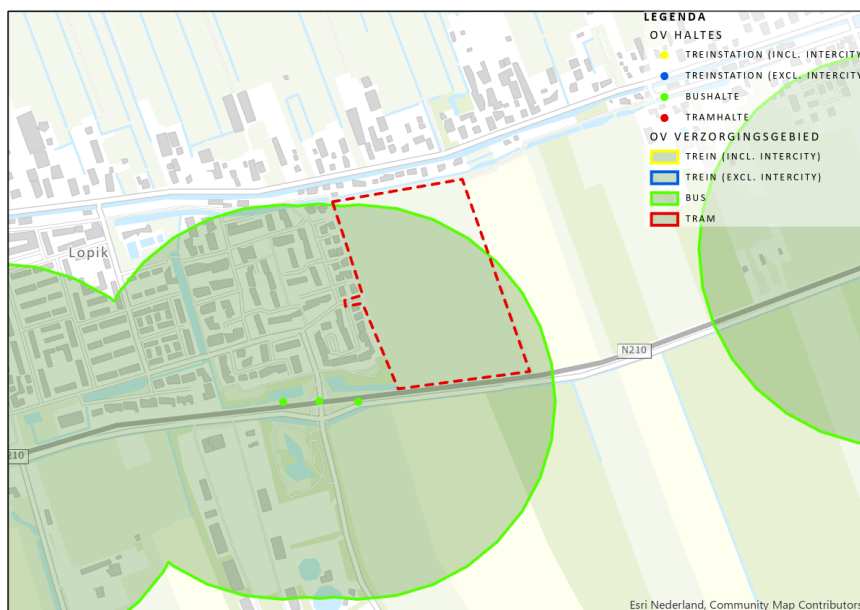 LEGENDA
OV HALTES
TREINSTATION (INCL. INTERCITY
TREINSTATION (EXCL. INTERCITY
BUSHALTE
TRAMHALTE
OV VERZORGINGSGEBIED
TREIN (INCL. INTERCITY)
TREIN (EXCL. INTERCITY)
BUS
TRAM
Lopik
N210
210
Esri Nederland, Community Map Contributors